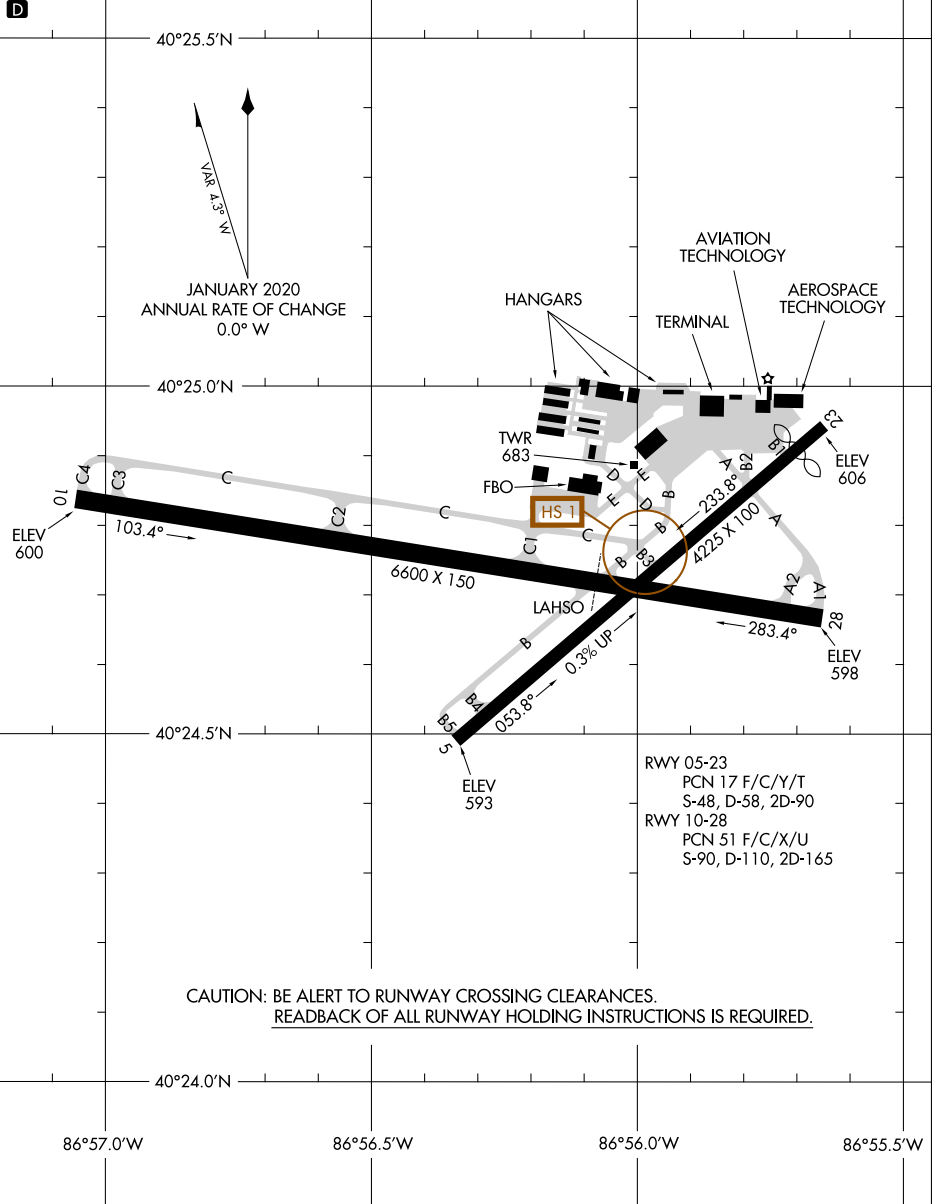 D
40°25.5'N
VAR 4.3° W
JANUARY 2020
ANNUAL RATE OF CHANGE
0.0° W
AVIATION
TECHNOLOGY
AEROSPACE
TECHNOLOGY
HANGARS
TERMINAL
40°25.0'N
TWR
683
FBO
HS 1
23
ELEV
606
B1
B2
A
A
A2
A1
D
E
E
D
B
B
B3
B
233.8°
4225 X 100
C4
C3
C
C2
C
C1
C
10
ELEV
600
103.4°
6600 X 150
LAHSO
28
283.4°
ELEV
598
B
0.3% UP
053.8°
B4
B5
5
40°24.5'N
ELEV
593
RWY 05-23
PCN 17 F/C/Y/T
S-48, D-58, 2D-90
RWY 10-28
PCN 51 F/C/X/U
S-90, D-110, 2D-165
CAUTION: BE ALERT TO RUNWAY CROSSING CLEARANCES.
READBACK OF ALL RUNWAY HOLDING INSTRUCTIONS IS REQUIRED.
40°24.0'N
86°57.0'W
86°56.5'W
86°56.0'W
86°55.5'W